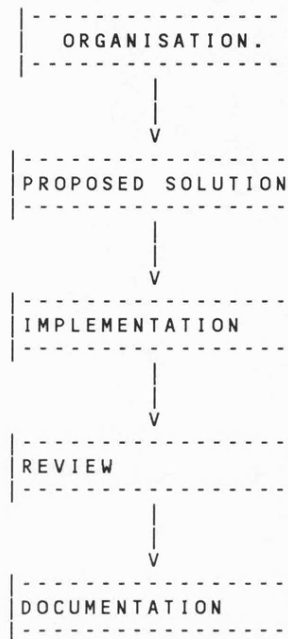 ORGANISATION.
PROPOSED SOLUTION
IMPLEMENTATION
REVIEW
DOCUMENTATION